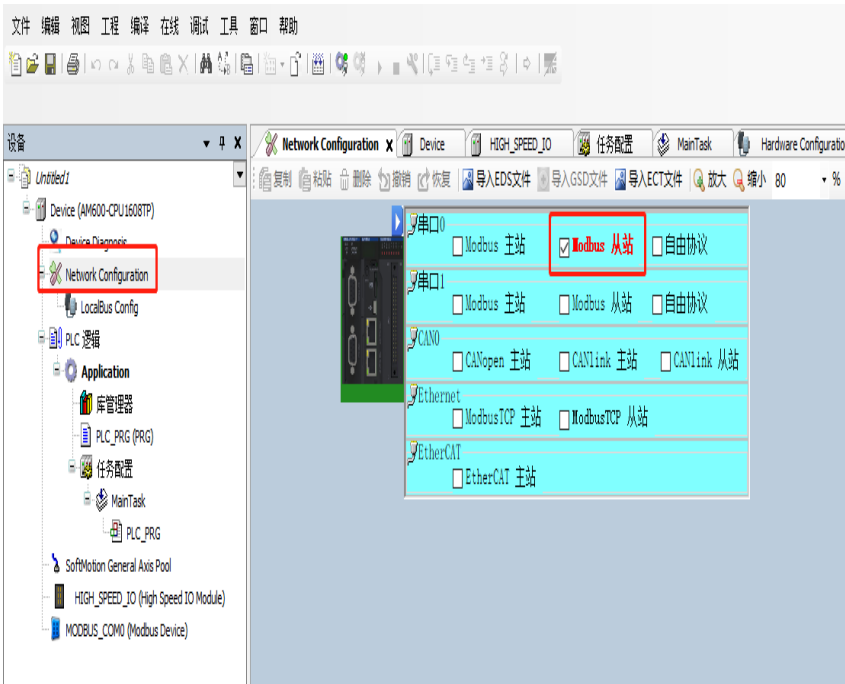 文件 编辑 视图 工程 编译 在线 调试 工具 窗口 帮助
设备
Untitled1
Device (AM600-CPU1608TP)
Device Diagnosis
Network Configuration
LocalBus Config
PLC 逻辑
Application
库管理器
PLC_PRG (PRG)
任务配置
MainTask
PLC_PRG
SoftMotion General Axis Pool
HIGH_SPEED_IO (High Speed IO Module)
MODBUS_COM0 (Modbus Device)
Network Configuration Device HIGH_SPEED_IO 任务配置 MainTask Hardware Configuratio
复制 粘贴 删除 撤销 恢复 导入EDS文件 导入GSD文件 导入ECT文件 放大 缩小 80 %
串口0
Modbus 主站 Modbus 从站 自由协议
串口1
Modbus 主站 Modbus 从站 自由协议
CAN0
CANopen 主站 CANlink 主站 CANlink 从站
Ethernet
ModbusTCP 主站 ModbusTCP 从站
EtherCAT
EtherCAT 主站